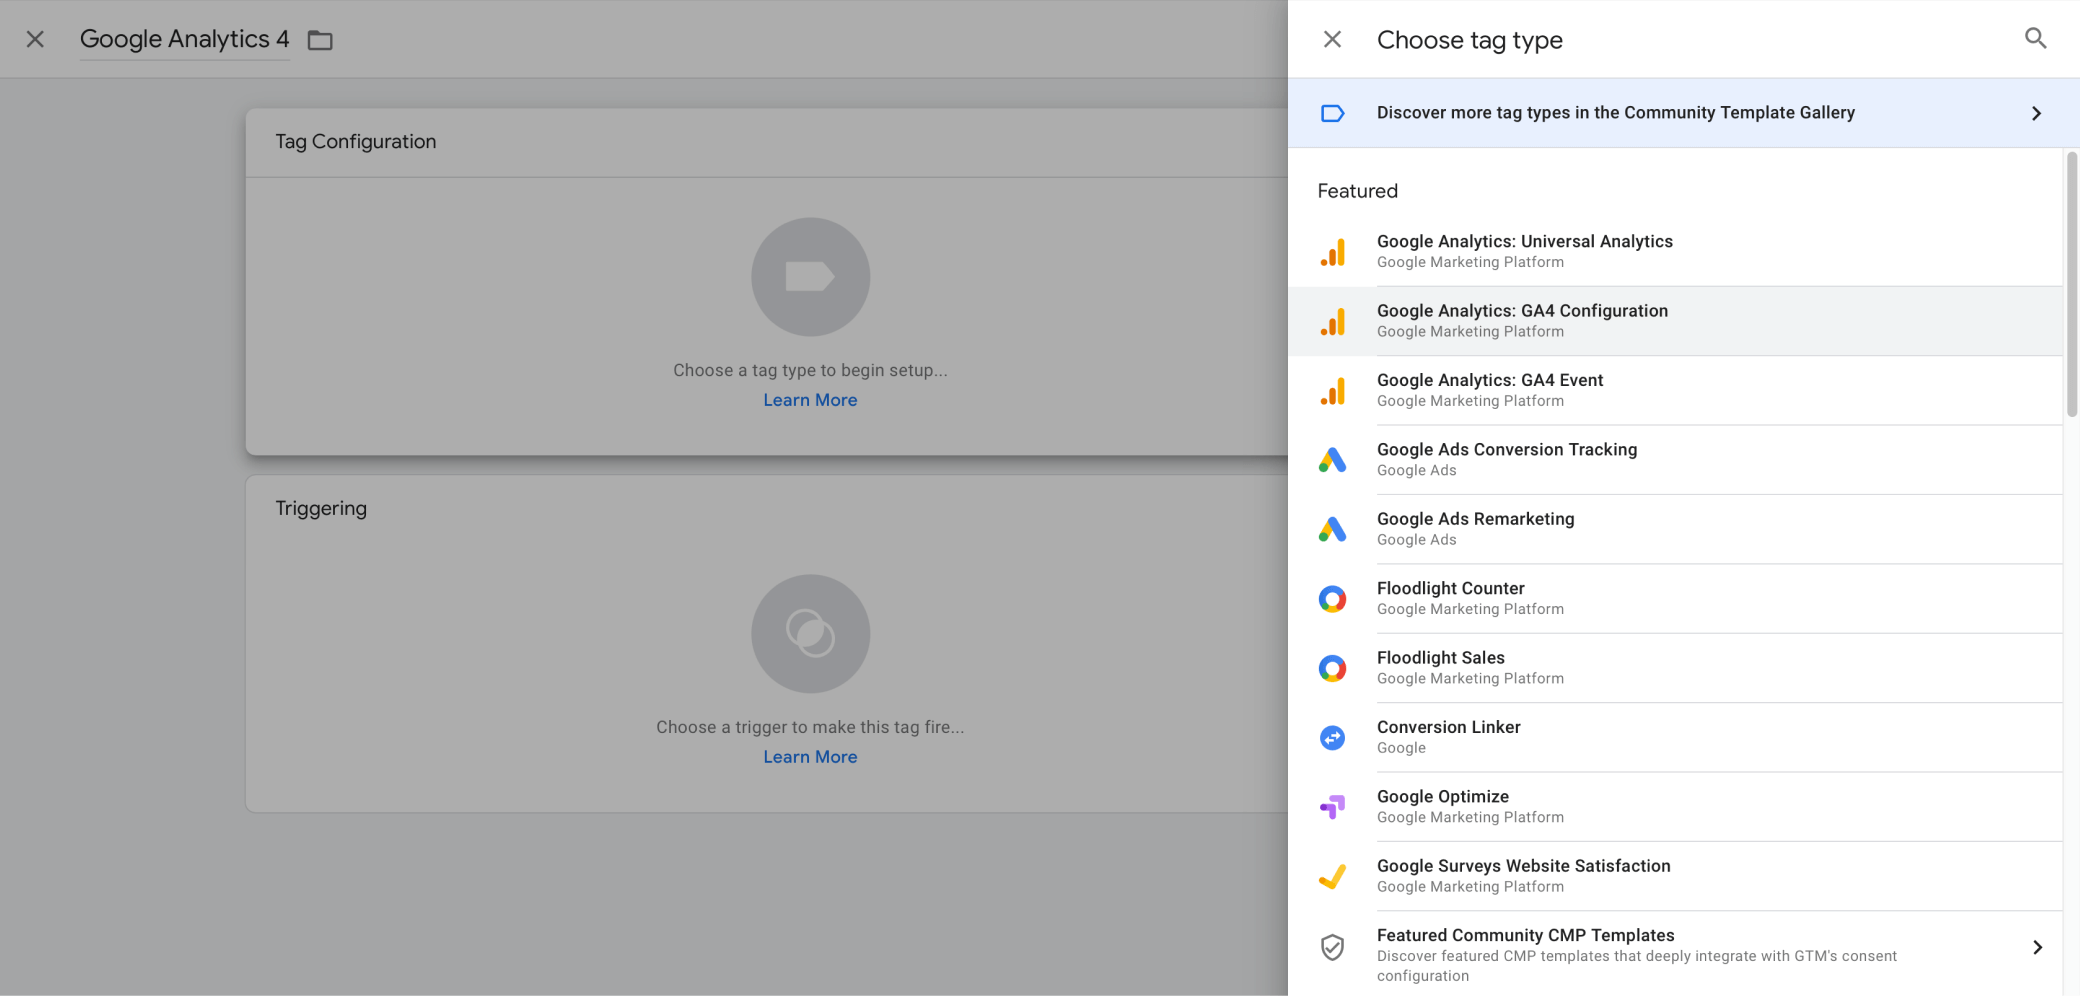 Google Analytics 4
Tag Configuration
Choose a tag type to begin setup...
Learn More
Triggering
Choose a trigger to make this tag fire...
Learn More
Choose tag type
Discover more tag types in the Community Template Gallery
Featured
Google Analytics: Universal Analytics
Google Marketing Platform
Google Analytics: GA4 Configuration
Google Marketing Platform
Google Analytics: GA4 Event
Google Marketing Platform
Google Ads Conversion Tracking
Google Ads
Google Ads Remarketing
Google Ads
Floodlight Counter
Google Marketing Platform
Floodlight Sales
Google Marketing Platform
Conversion Linker
Google
Google Optimize
Google Marketing Platform
Google Surveys Website Satisfaction
Google Marketing Platform
Featured Community CMP Templates
Discover featured CMP templates that deeply integrate with GTM's consent
configuration